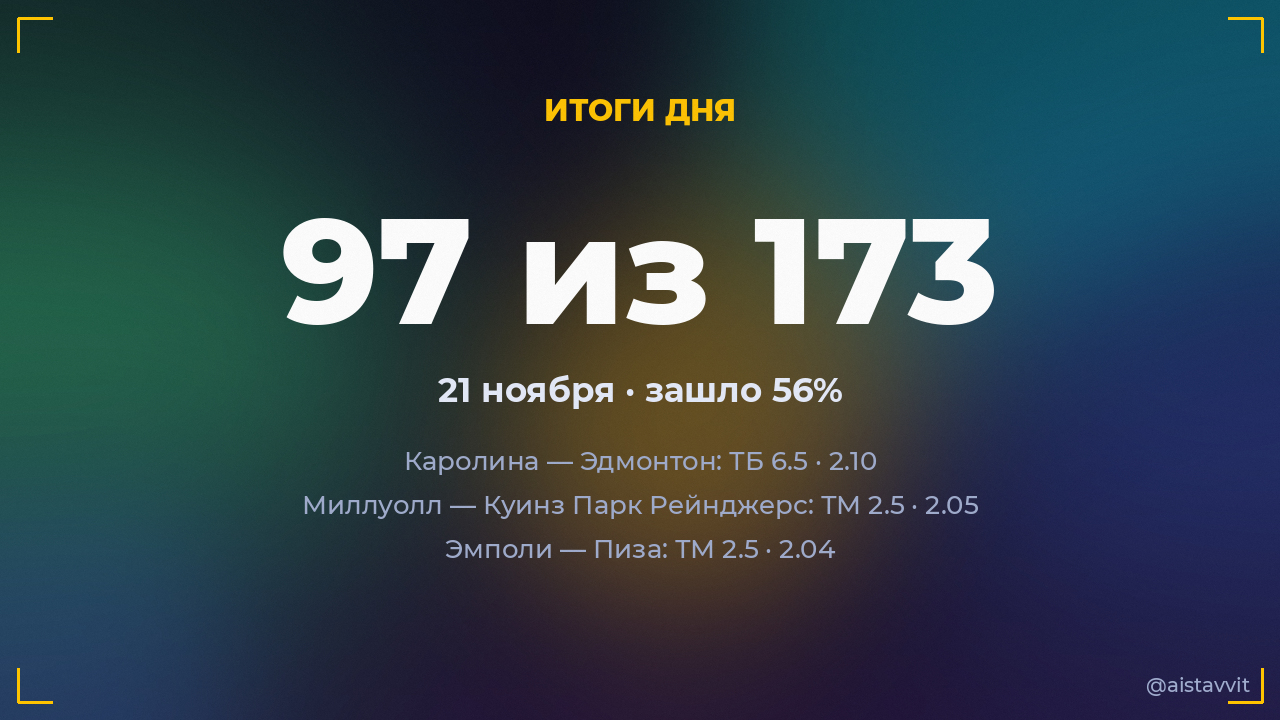 ИТОГИ ДНЯ
97 из 173
21 ноября · зашло 56%
Каролина — Эдмонтон: ТБ 6.5 · 2.10
Миллуолл — Куинз Парк Рейнджерс: ТМ 2.5 · 2.05
Эмполи — Пиза: ТМ 2.5 · 2.04
@aistavvit